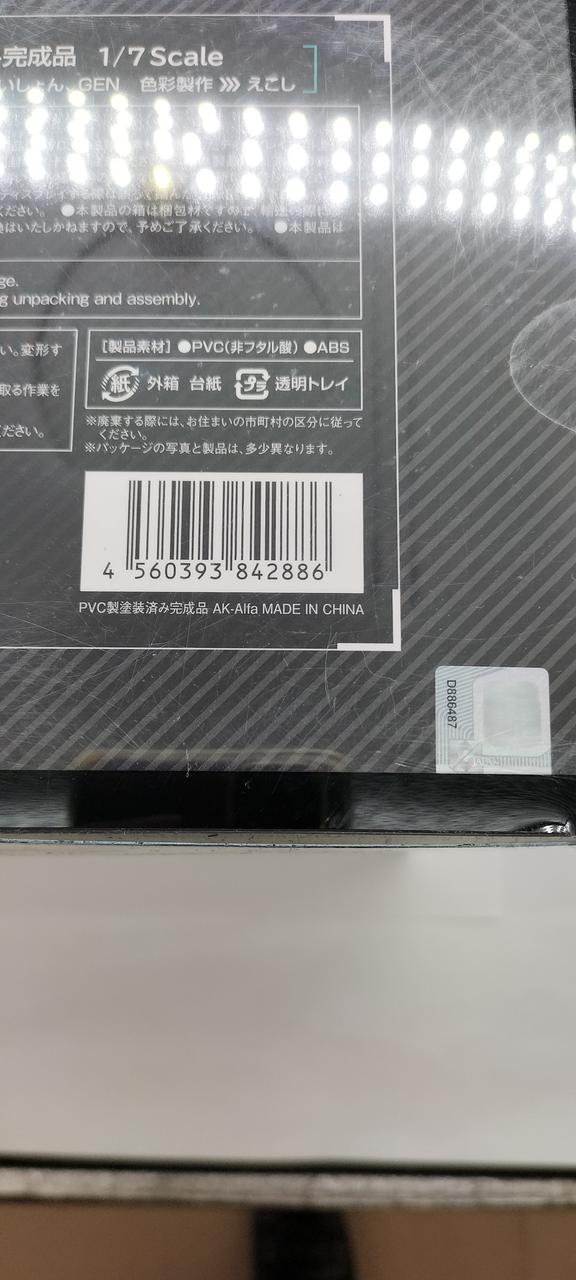 完成品 1/7 Scale
いしょん、GEN 色彩製作 >>> えこし
ください。 ●本製品の箱は梱包材ですので、輸送の際に
はいたしかねますので、予めご了承ください。 ●本製品は
ge.
g unpacking and assembly.
い。変形す
取る作業を
ださい。
[製品素材] ●PVC(非フタル酸) ●ABS
紙 外箱 台紙 プラ 透明トレイ
※廃棄する際には、お住まいの市町村の区分に従って
ください。
※パッケージの写真と製品は、多少異なります。
4 560393 842886
PVC製塗装済み完成品 AK-Alfa MADE IN CHINA
D886487